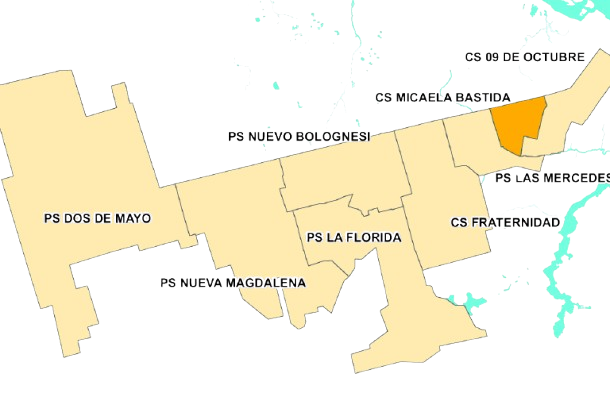 CS 09 DE OCTUBRE
CS MICAELA BASTIDA
PS NUEVO BOLOGNESI
PS LAS MERCEDES
PS DOS DE MAYO
CS FRATERNIDAD
PS LA FLORIDA
PS NUEVA MAGDALENA